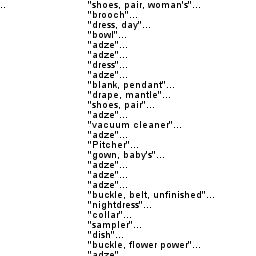 ... "shoes, pair, woman's"...
"brooch"...
"dress, day"...
"bowl"...
"adze"...
"adze"...
"dress"...
"adze"...
"blank, pendant"...
"drape, mantle"...
"shoes, pair"...
"adze"...
"vacuum cleaner"...
"adze"...
"Pitcher"...
"gown, baby's"...
"adze"...
"adze"...
"adze"...
"buckle, belt, unfinished"...
"nightdress"...
"collar"...
"sampler"...
"dish"...
"buckle, flower power"...
"adze"...